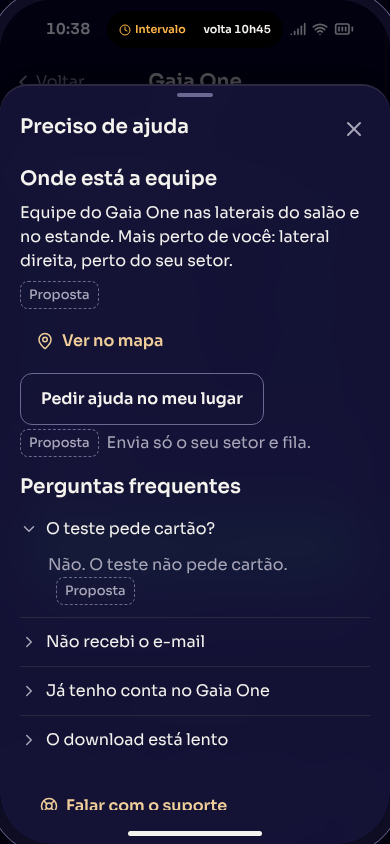 10:38
Intervalo volta 10h45
Voltar
Gaia One
Preciso de ajuda
Onde está a equipe
Equipe do Gaia One nas laterais do salão e
no estande. Mais perto de você: lateral
direita, perto do seu setor.
Proposta
Ver no mapa
Pedir ajuda no meu lugar
Proposta Envia só o seu setor e fila.
Perguntas frequentes
O teste pede cartão?
Não. O teste não pede cartão.
Proposta
Não recebi o e-mail
Já tenho conta no Gaia One
O download está lento
Falar com o suporte